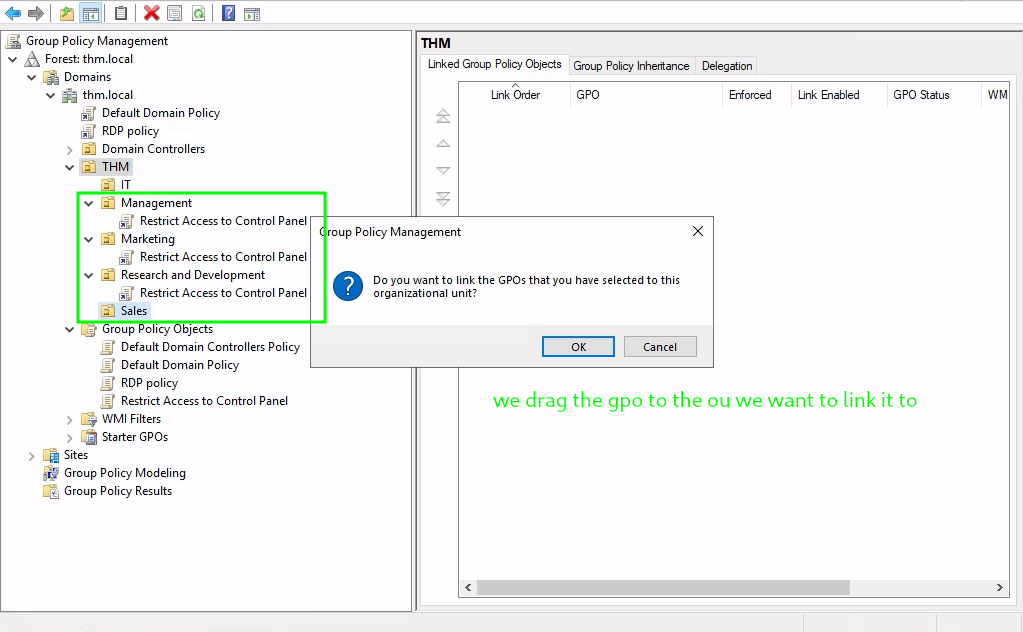 Group Policy Management
Forest: thm.local
Domains
thm.local
Default Domain Policy
RDP policy
Domain Controllers
THM
IT
Management
Restrict Access to Control Panel
Marketing
Restrict Access to Control Panel
Research and Development
Restrict Access to Control Panel
Sales
Group Policy Objects
Default Domain Controllers Policy
Default Domain Policy
RDP policy
Restrict Access to Control Panel
WMI Filters
Starter GPOs
Sites
Group Policy Modeling
Group Policy Results
THM
Linked Group Policy Objects Group Policy Inheritance Delegation
Link Order GPO Enforced Link Enabled GPO Status WM
Group Policy Management
Do you want to link the GPOs that you have selected to this
organizational unit?
OK Cancel
we drag the gpo to the ou we want to link it to